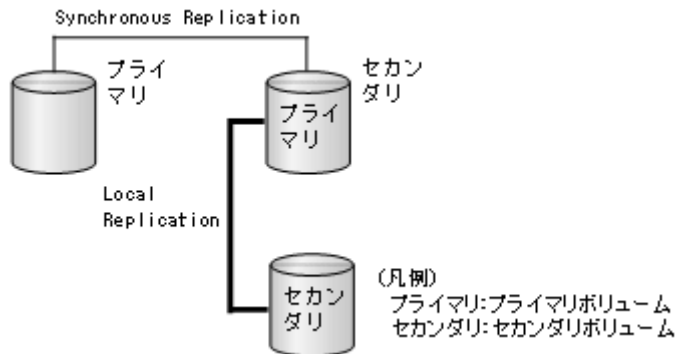 Synchronous Replication
プライ
マリ
セカン
ダリ
プライ
マリ
Local
Replication
セカン
ダリ
(凡例)
プライマリ:プライマリボリューム
セカンダリ:セカンダリボリューム